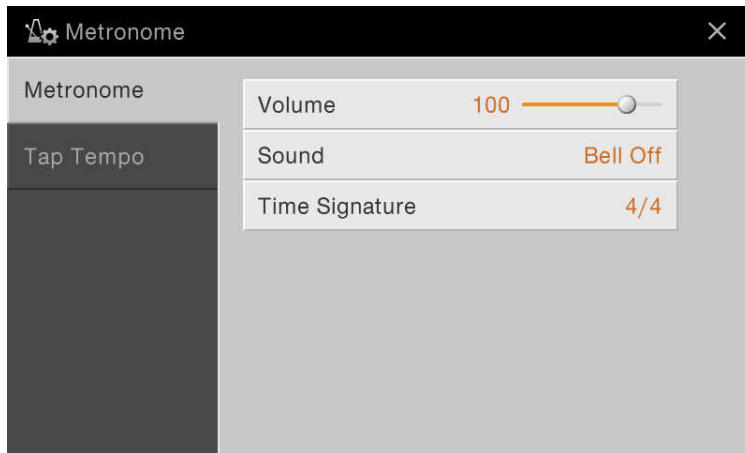 Metronome
Metronome
Tap Tempo
Volume 100
Sound Bell Off
Time Signature 4/4